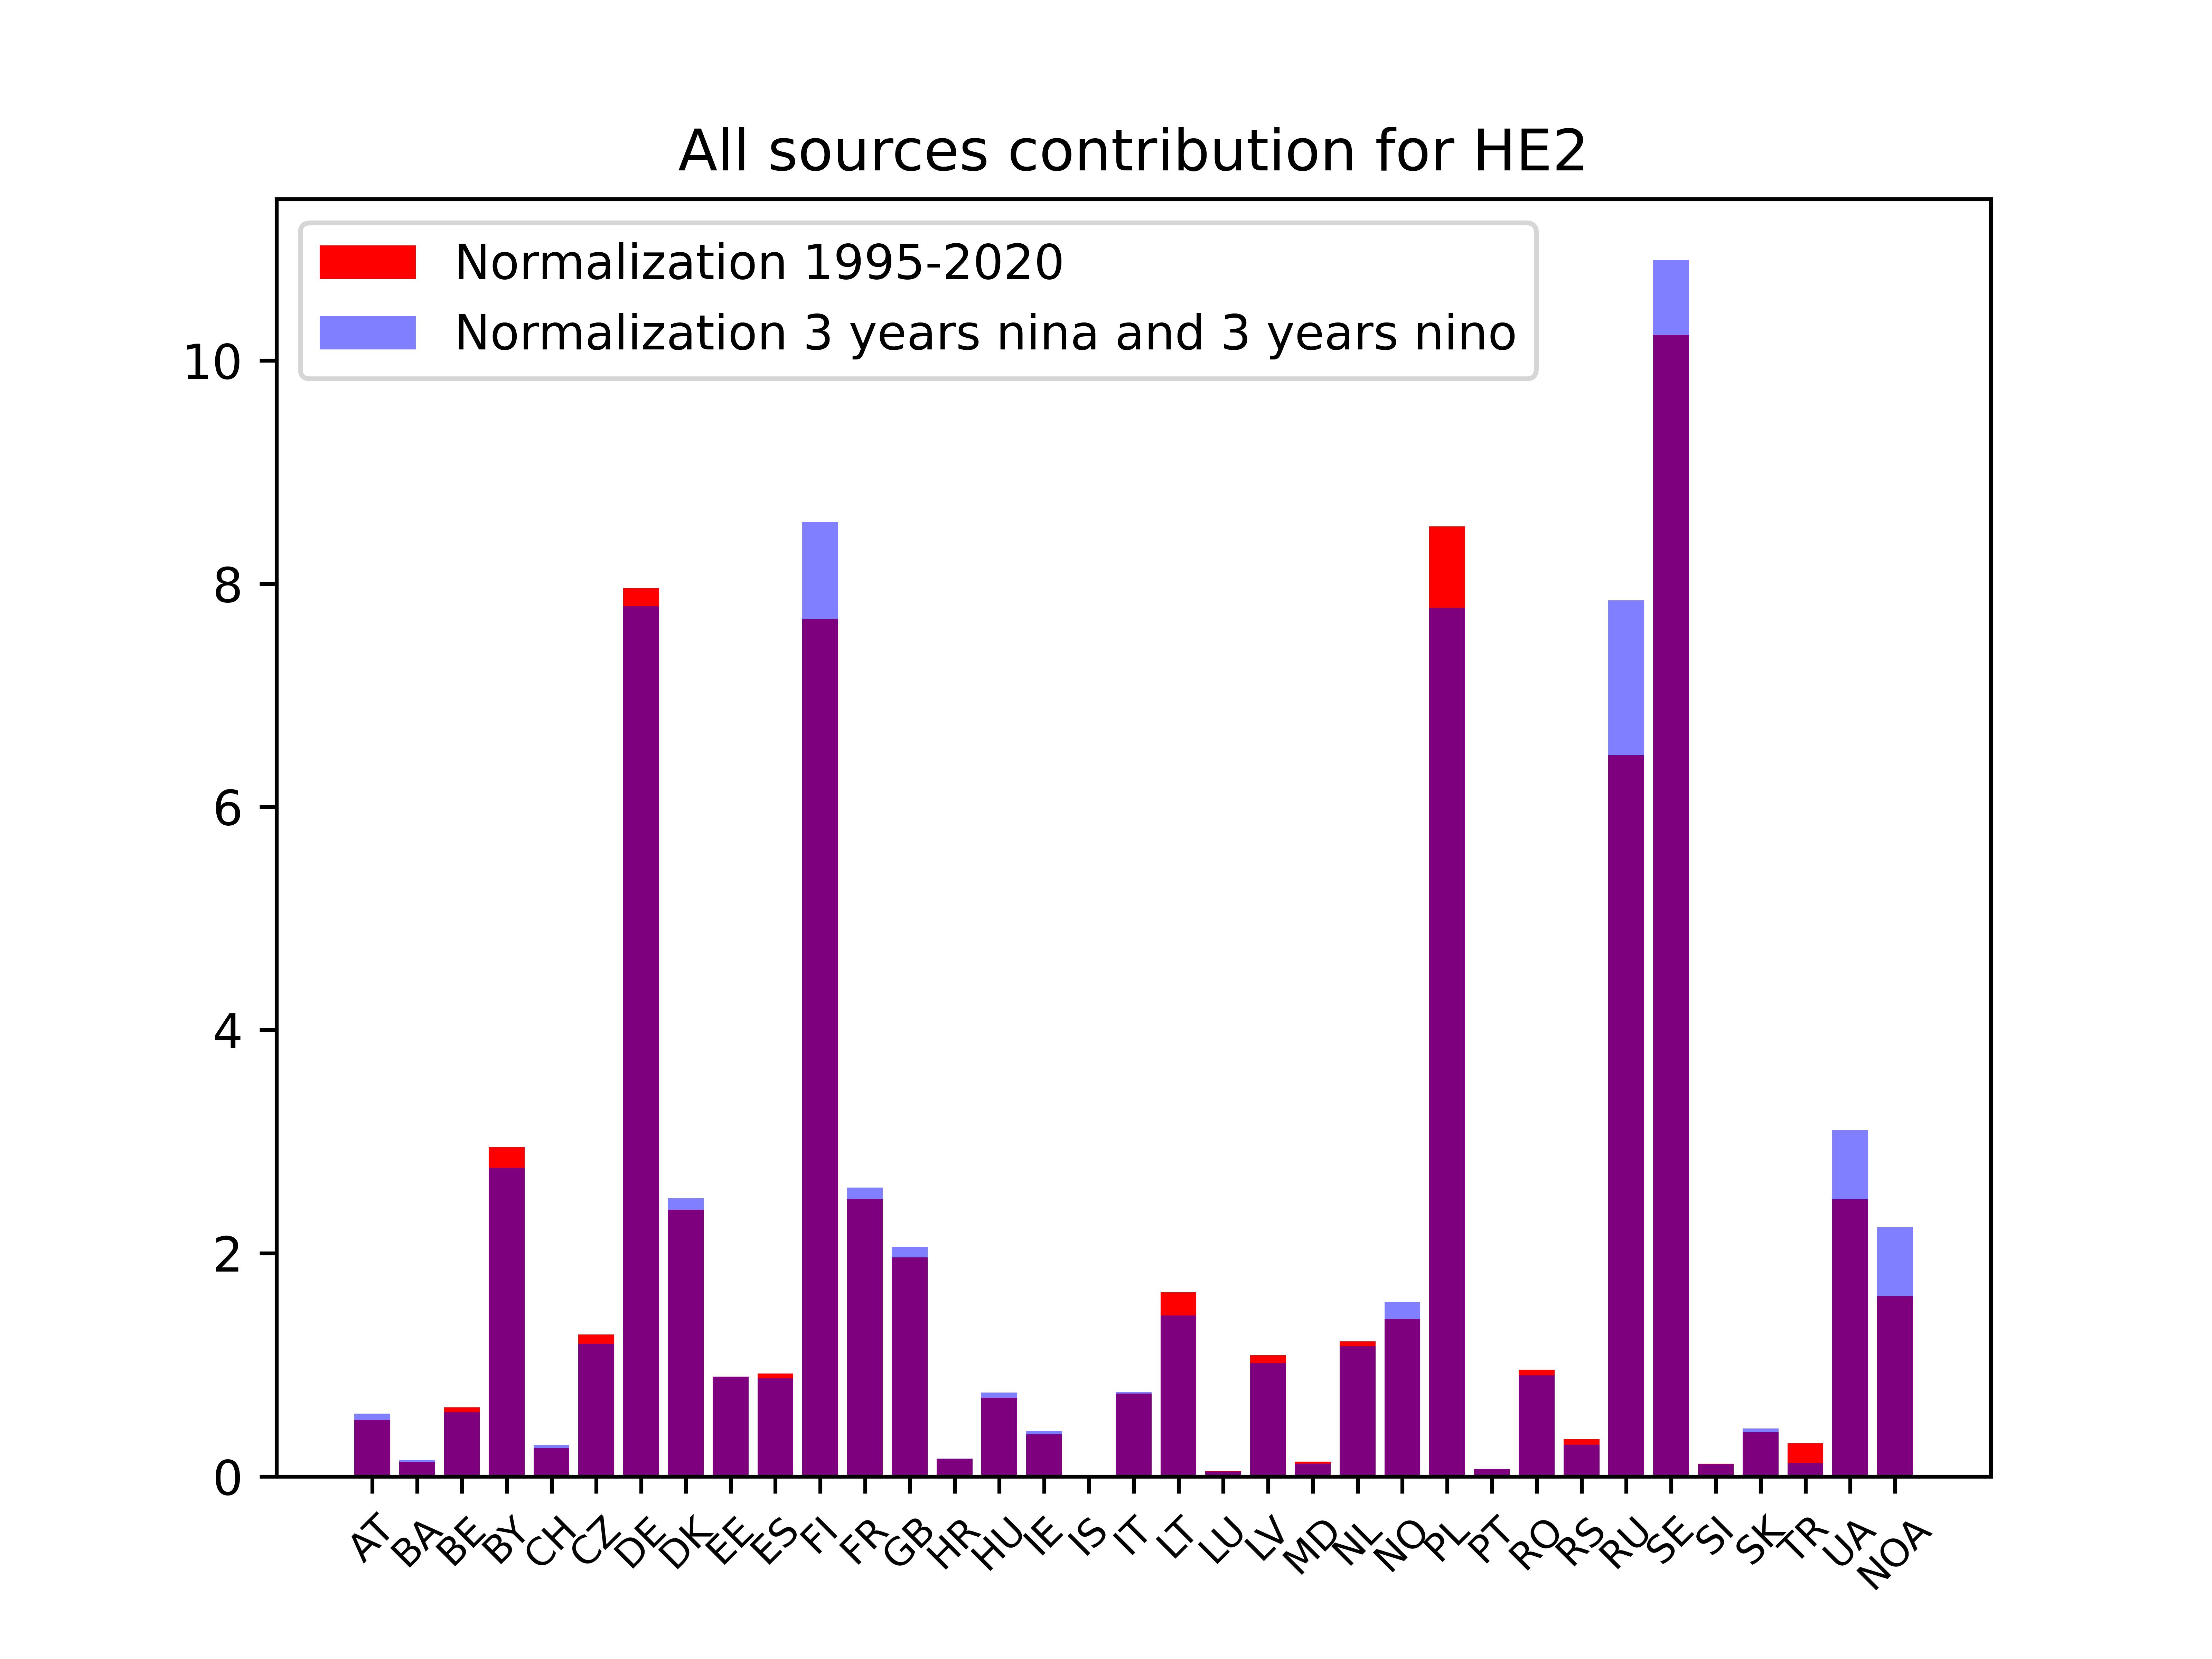 All sources contribution for HE2
Normalization 1995-2020
Normalization 3 years nina and 3 years nino
10
8
6
4
2
0
AT BA BE BY CH CZ DE DK EE ES FI FR GB HR HU IE IS IT LT LU LV MD NL NO PL PT RO RS RU SE SI SK TR UA NOA